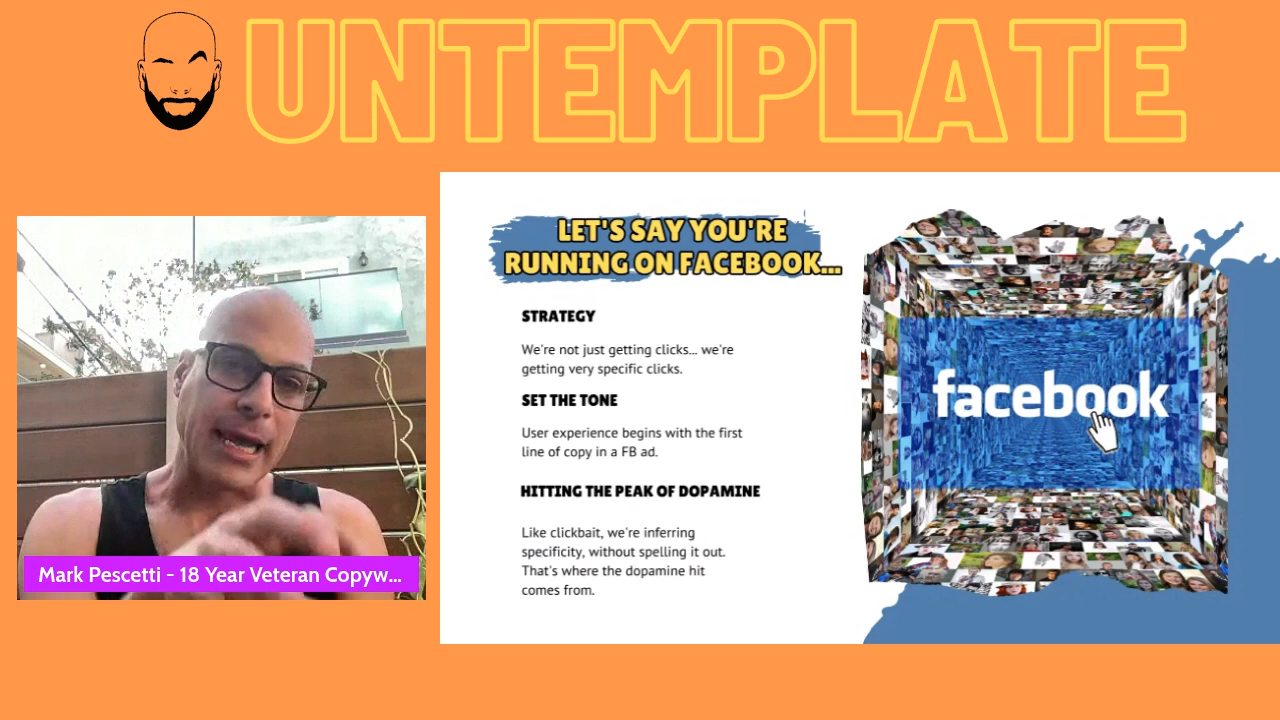 UNTEMPLATE
LET'S SAY YOU'RE
RUNNING ON FACEBOOK...
STRATEGY
We're not just getting clicks... we're
getting very specific clicks.
SET THE TONE
User experience begins with the first
line of copy in a FB ad.
HITTING THE PEAK OF DOPAMINE
Like clickbait, we're inferring
specificity, without spelling it out.
That's where the dopamine hit
comes from.
facebook
Mark Pescetti - 18 Year Veteran Copyw...